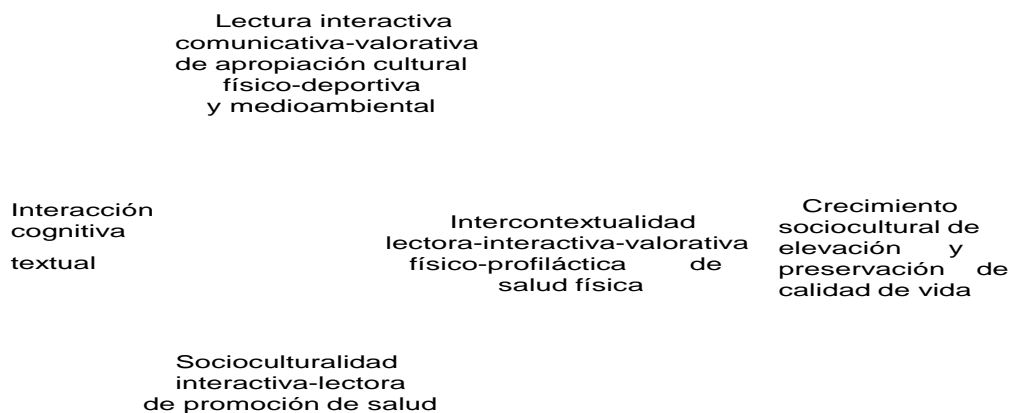 Lectura interactiva
comunicativa-valorativa
de apropiación cultural
físico-deportiva
y medioambiental
Interacción
cognitiva
textual
Intercontextualidad
lectora-interactiva-valorativa
físico-profiláctica de
salud física
Crecimiento
sociocultural de
elevación y
preservación de
calidad de vida
Socioculturalidad
interactiva-lectora
de promoción de salud